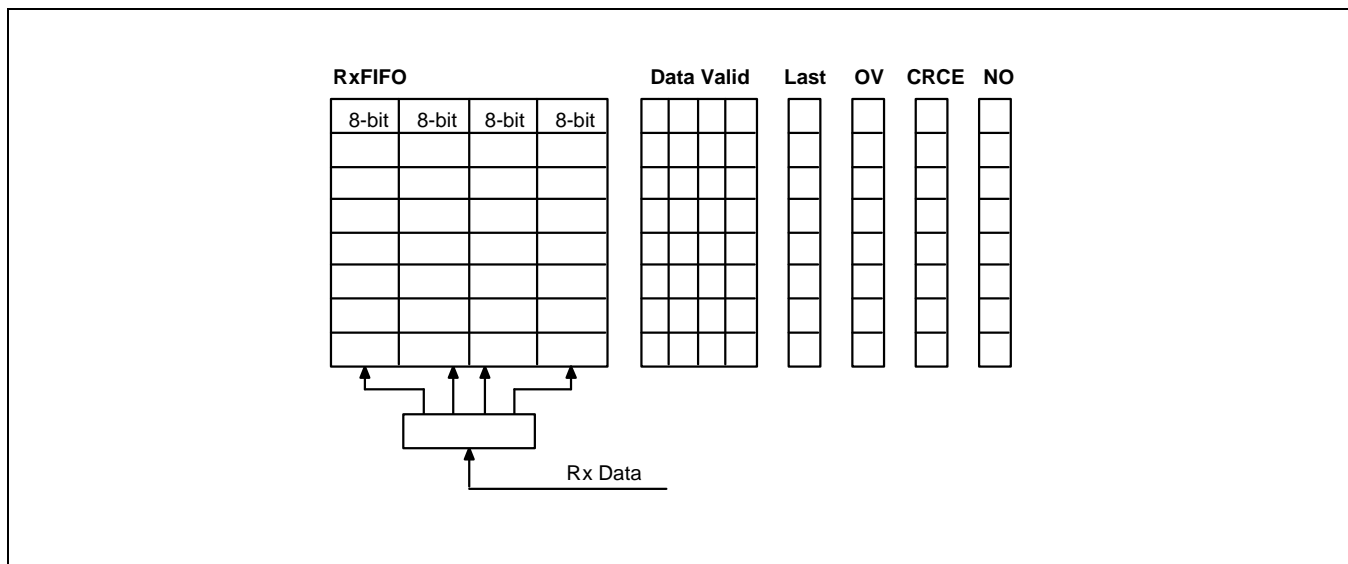 RxFIFO Data Valid Last OV CRCE NO
8-bit 8-bit 8-bit 8-bit
Rx Data